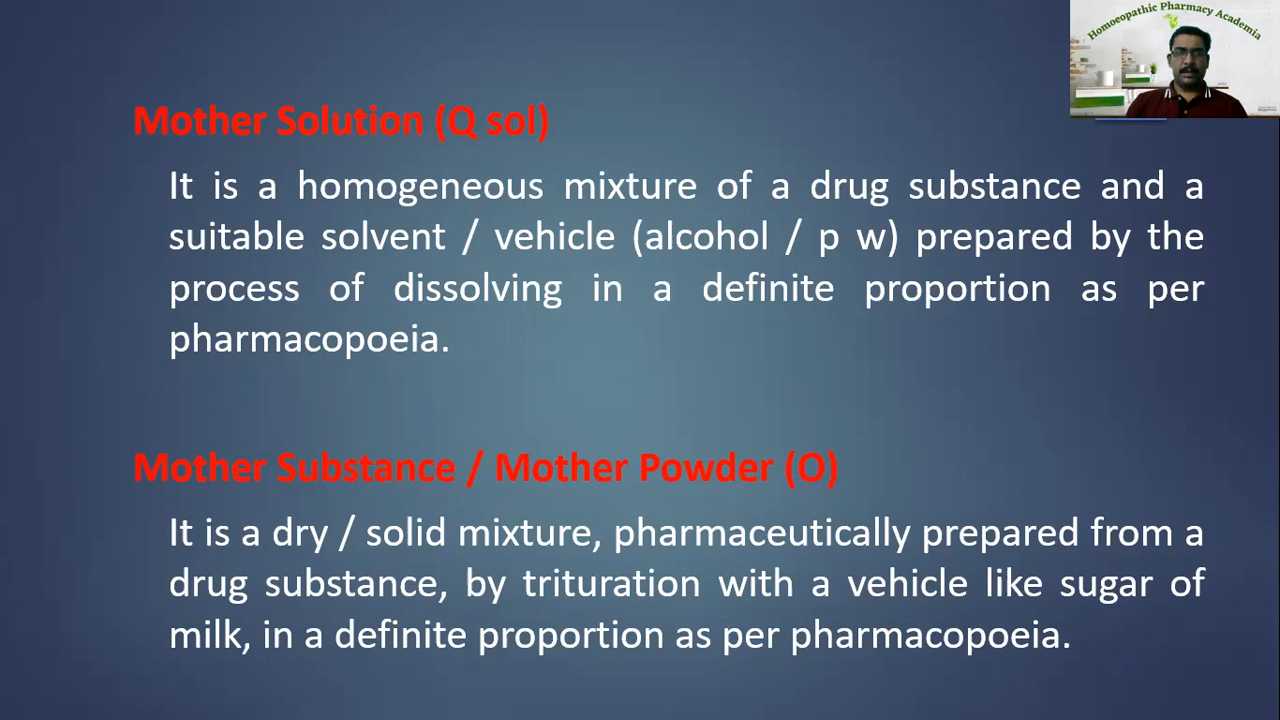 Homoeopathic Pharmacy Academia
Mother Solution (Q sol)
It is a homogeneous mixture of a drug substance and a
suitable solvent / vehicle (alcohol / p w) prepared by the
process of dissolving in a definite proportion as per
pharmacopoeia.
Mother Substance / Mother Powder (O)
It is a dry / solid mixture, pharmaceutically prepared from a
drug substance, by trituration with a vehicle like sugar of
milk, in a definite proportion as per pharmacopoeia.